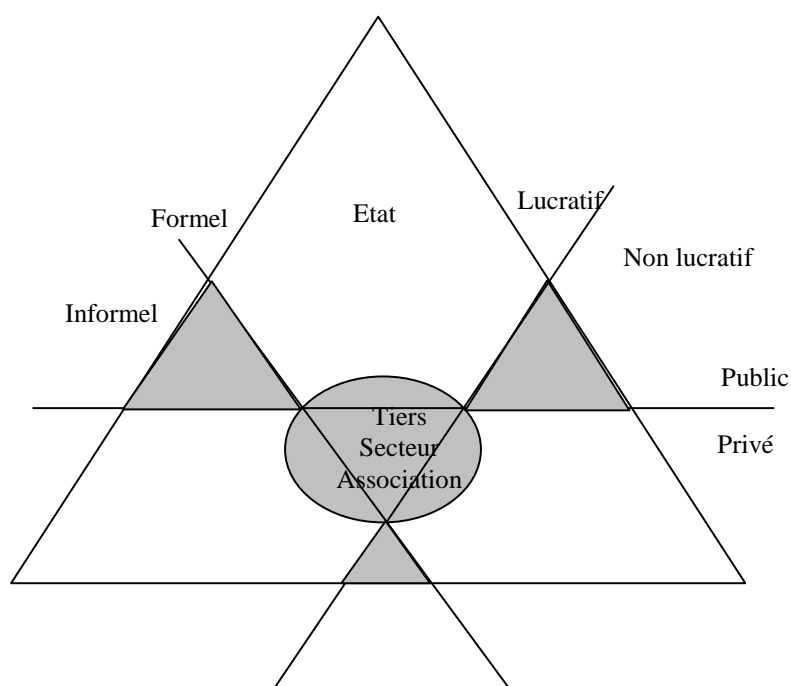 Etat
Lucratif
Formel
Non lucratif
Informel
Public
Tiers
Secteur
Association
Privé